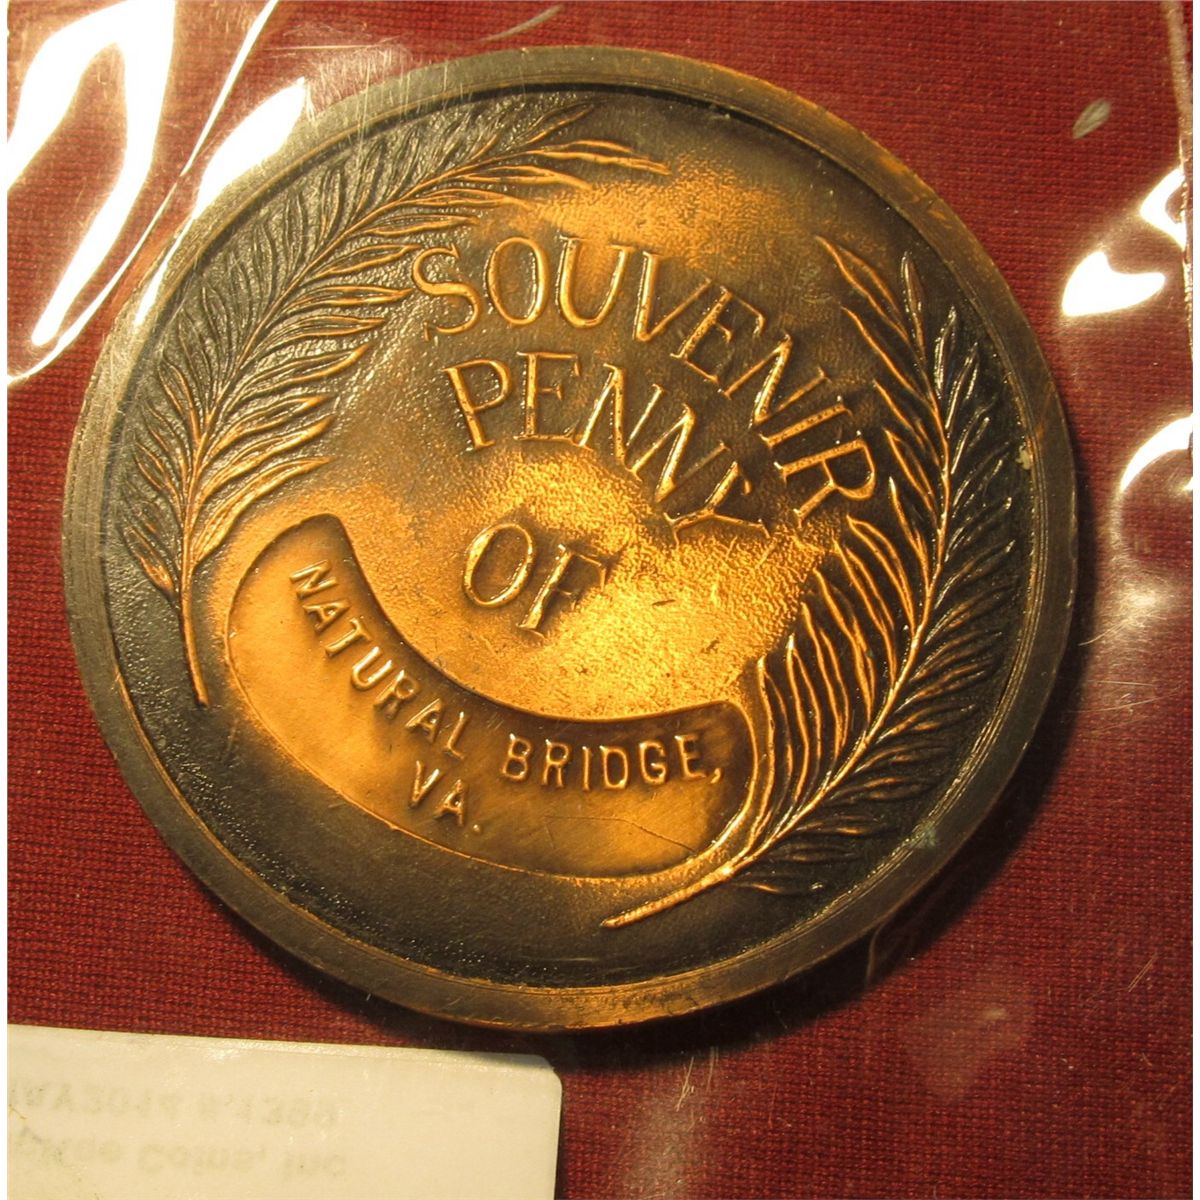 SOUVENIR
PENNY
OF
NATURAL BRIDGE,
VA.